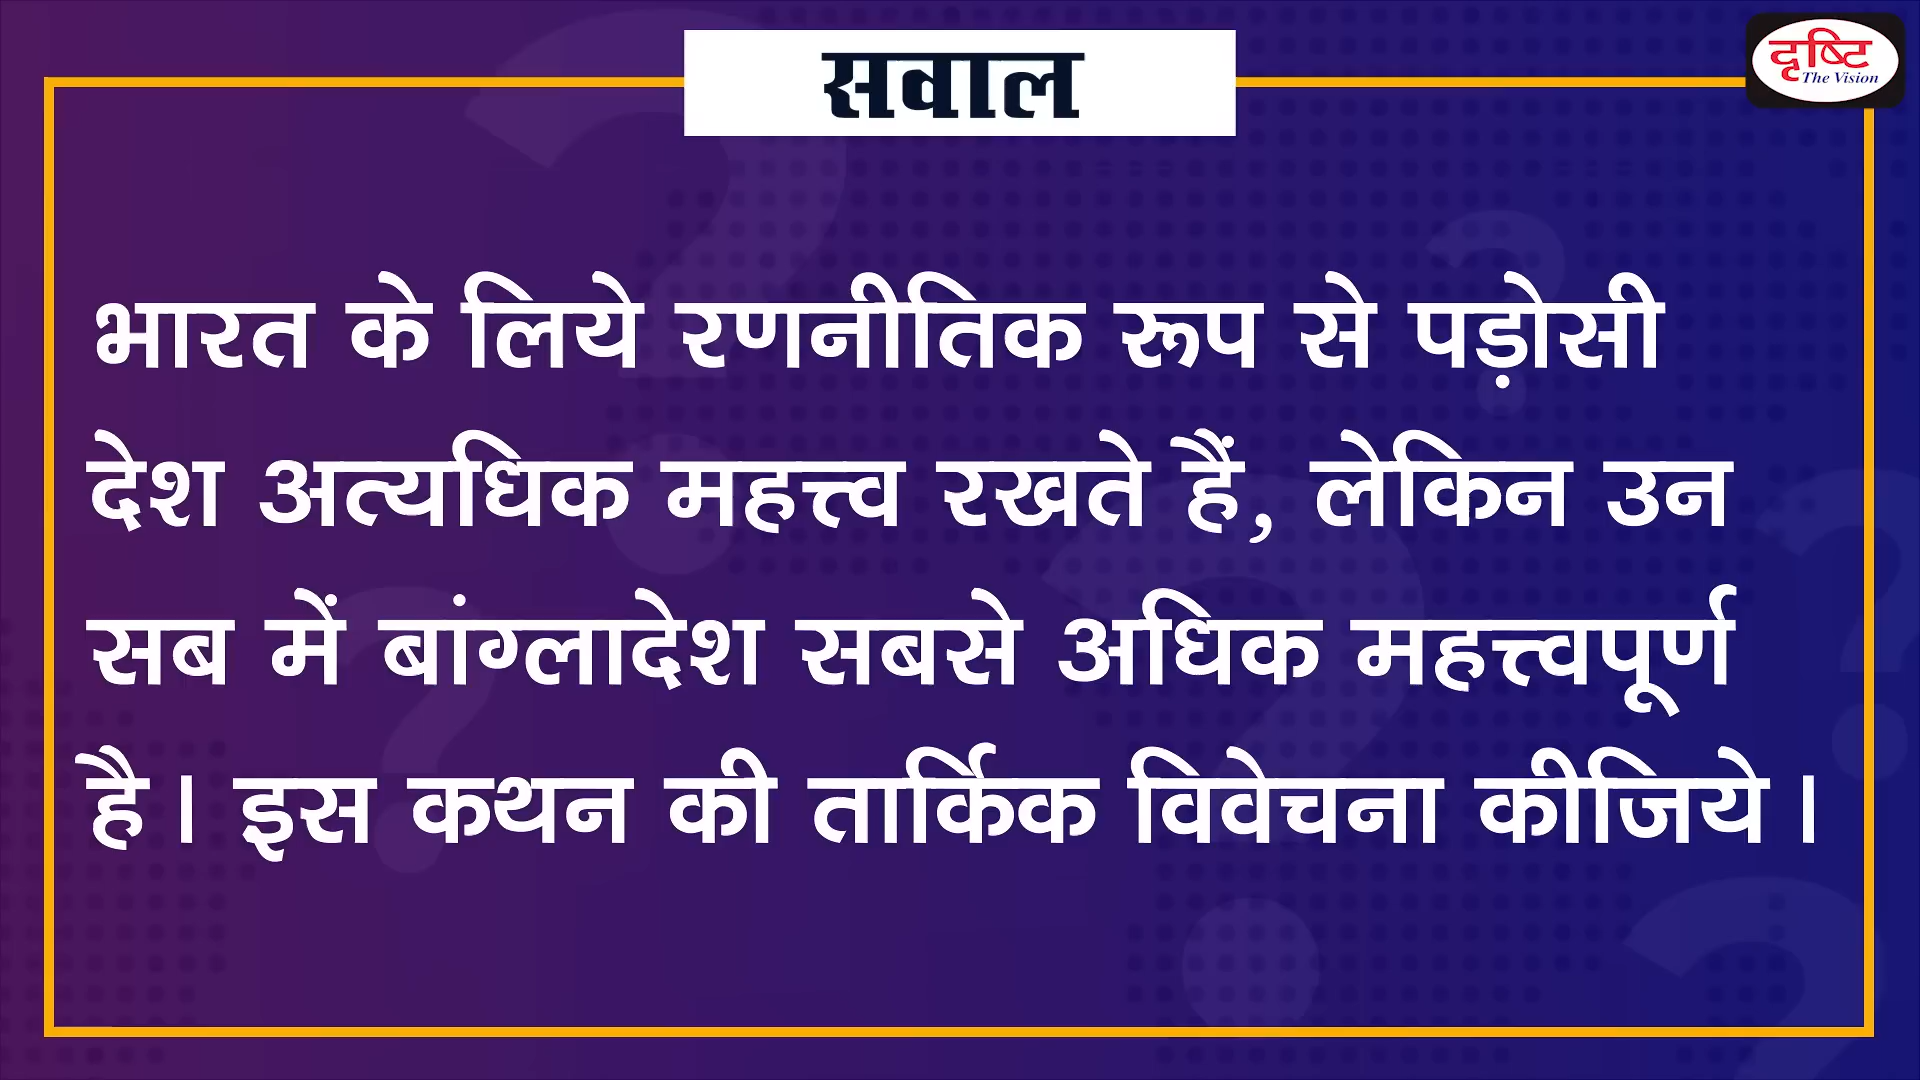 सवाल
दृष्टि
The Vision
भारत के लिये रणनीतिक रूप से पड़ोसी
देश अत्यधिक महत्त्व रखते हैं, लेकिन उन
सब में बांग्लादेश सबसे अधिक महत्त्वपूर्ण
है। इस कथन की तार्किक विवेचना कीजिये।